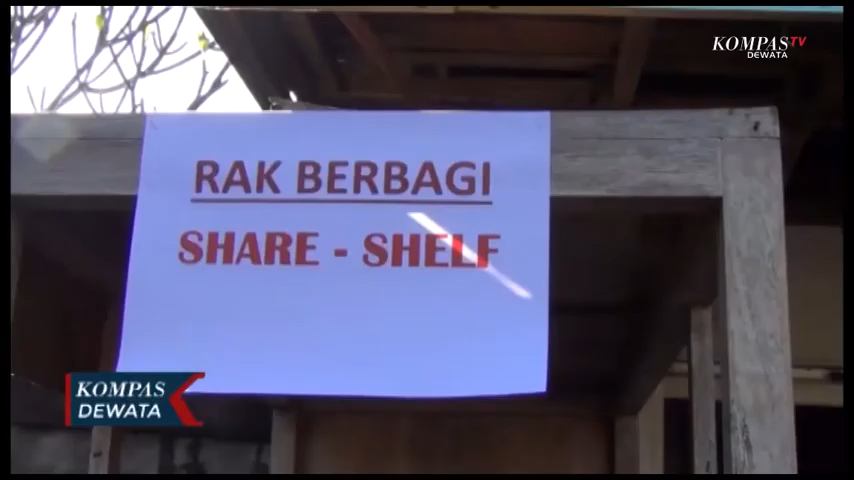 KOMPAS TV
DEWATA
RAK BERBAGI
SHARE - SHELF
KOMPAS
DEWATA